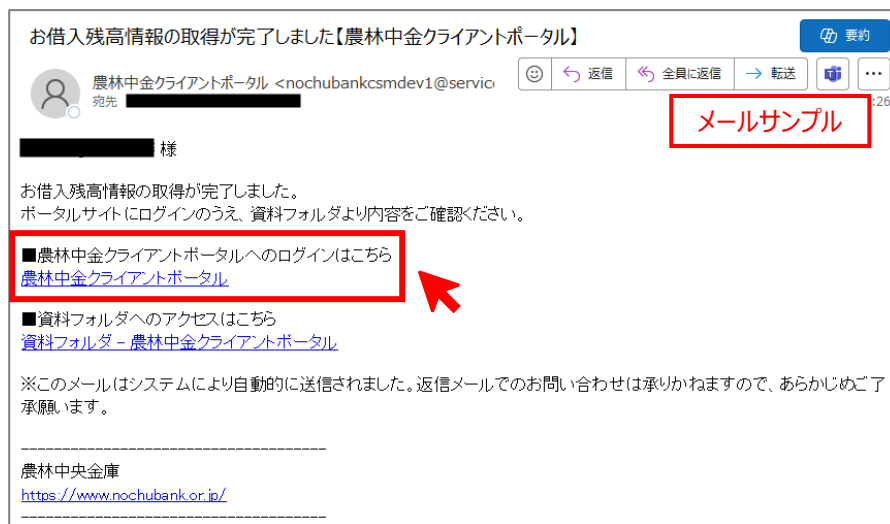 お借入残高情報の取得が完了しました【農林中金クライアントポータル】
要約
農林中金クライアントポータル <nochubankcsmdev1@servic
返信
全員に返信
転送
宛先
:26
メールサンプル
様
お借入残高情報の取得が完了しました。
ポータルサイトにログインのうえ、資料フォルダより内容をご確認ください。
■農林中金クライアントポータルへのログインはこちら
農林中金クライアントポータル
■資料フォルダへのアクセスはこちら
資料フォルダ - 農林中金クライアントポータル
※このメールはシステムにより自動的に送信されました。返信メールでのお問い合わせは承りかねますので、あらかじめご了
承願います。
-------------------------------------
農林中央金庫
https://www.nochubank.or.jp/
-------------------------------------